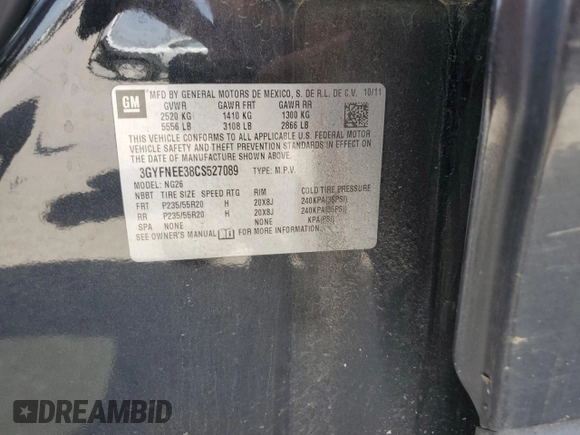 GM
MFD BY GENERAL MOTORS DE MEXICO, S. DE R.L. DE C.V. 10/11
GVWR GAWR FRT GAWR RR
2520 KG 1410 KG 1300 KG
5556 LB 3108 LB 2866 LB
THIS VEHICLE CONFORMS TO ALL APPLICABLE U.S. FEDERAL MOTOR
VEHICLE SAFETY AND THEFT PREVENTION STANDARDS IN EFFECT ON
THE DATE OF MANUFACTURE SHOWN ABOVE.
3GYFNEE38CS527089 TYPE: M.P.V.
MODEL: NG26
NBBT TIRE SIZE SPEED RTG RIM COLD TIRE PRESSURE
FRT P235/55R20 H 20X8J 240KPA(35PSI)
RR P235/55R20 H 20X8J 240KPA(35PSI)
SPA NONE NONE KPA(PSI)
SEE OWNER'S MANUAL FOR MORE INFORMATION.
DREAMBID